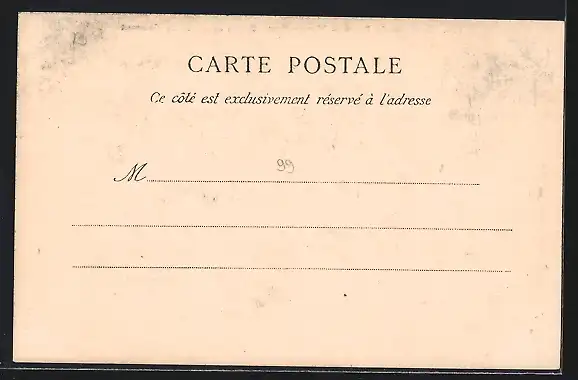 CARTE POSTALE
Ce côté est exclusivement réservé à l'adresse
99
M